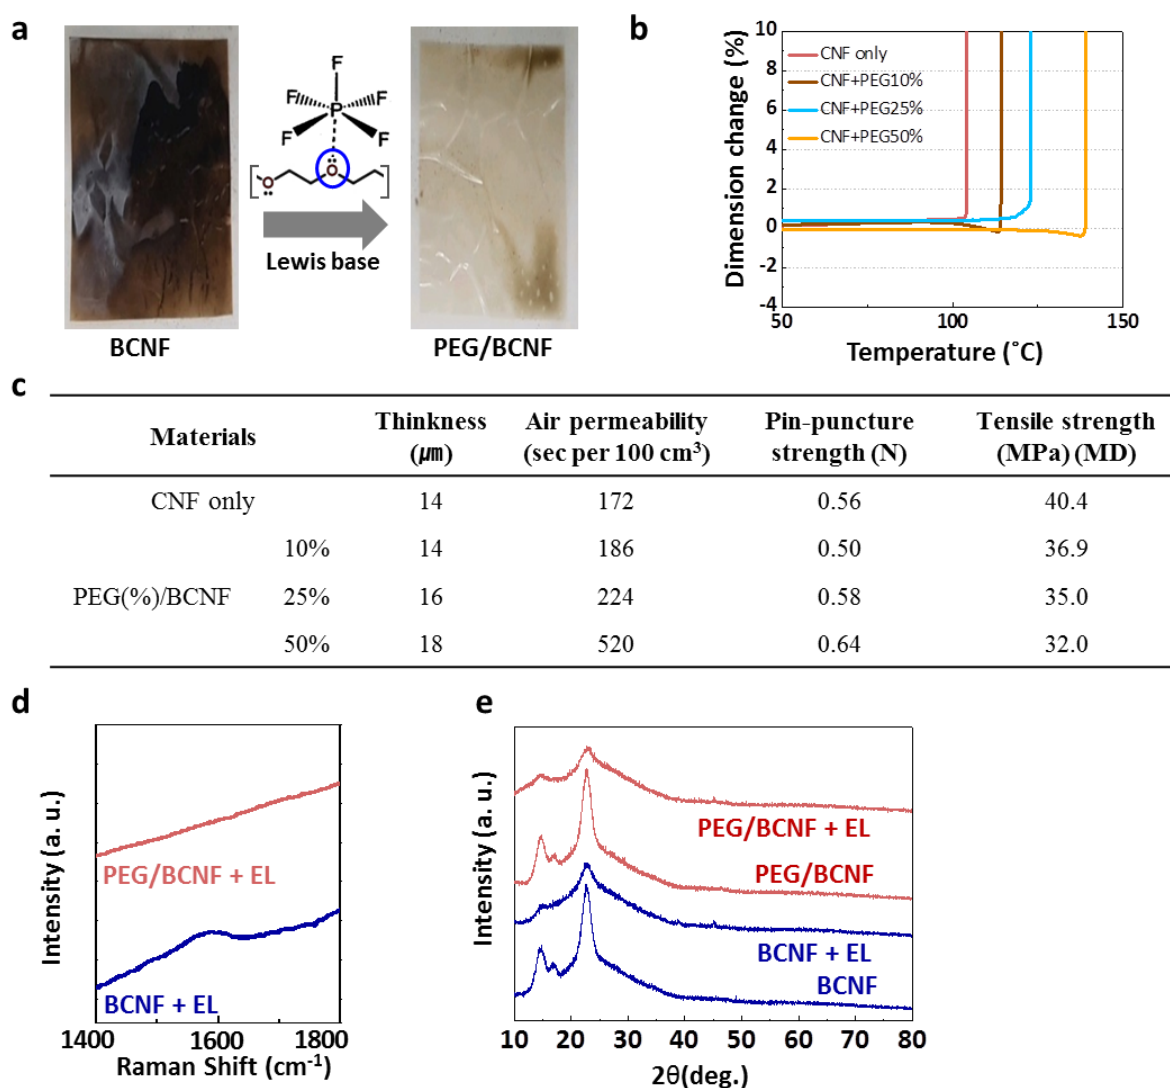 a
F
F F
P
F F
O O
Lewis base
BCNF
PEG/BCNF
b
Dimension change (%)
10
8
6
4
2
0
-2
-4
CNF only
CNF+PEG10%
CNF+PEG25%
CNF+PEG50%
50 100 150
Temperature (˚C)
c
Materials Thinkness (㎛) Air permeability (sec per 100 cm³) Pin-puncture strength (N) Tensile strength (MPa) (MD)
CNF only 14 172 0.56 40.4
10% 14 186 0.50 36.9
PEG(%)/BCNF 25% 16 224 0.58 35.0
50% 18 520 0.64 32.0
d
Intensity (a. u.)
PEG/BCNF + EL
BCNF + EL
1400 1600 1800
Raman Shift (cm⁻¹)
e
Intensity (a. u.)
PEG/BCNF + EL
PEG/BCNF
BCNF + EL
BCNF
10 20 30 40 50 60 70 80
2θ(deg.)